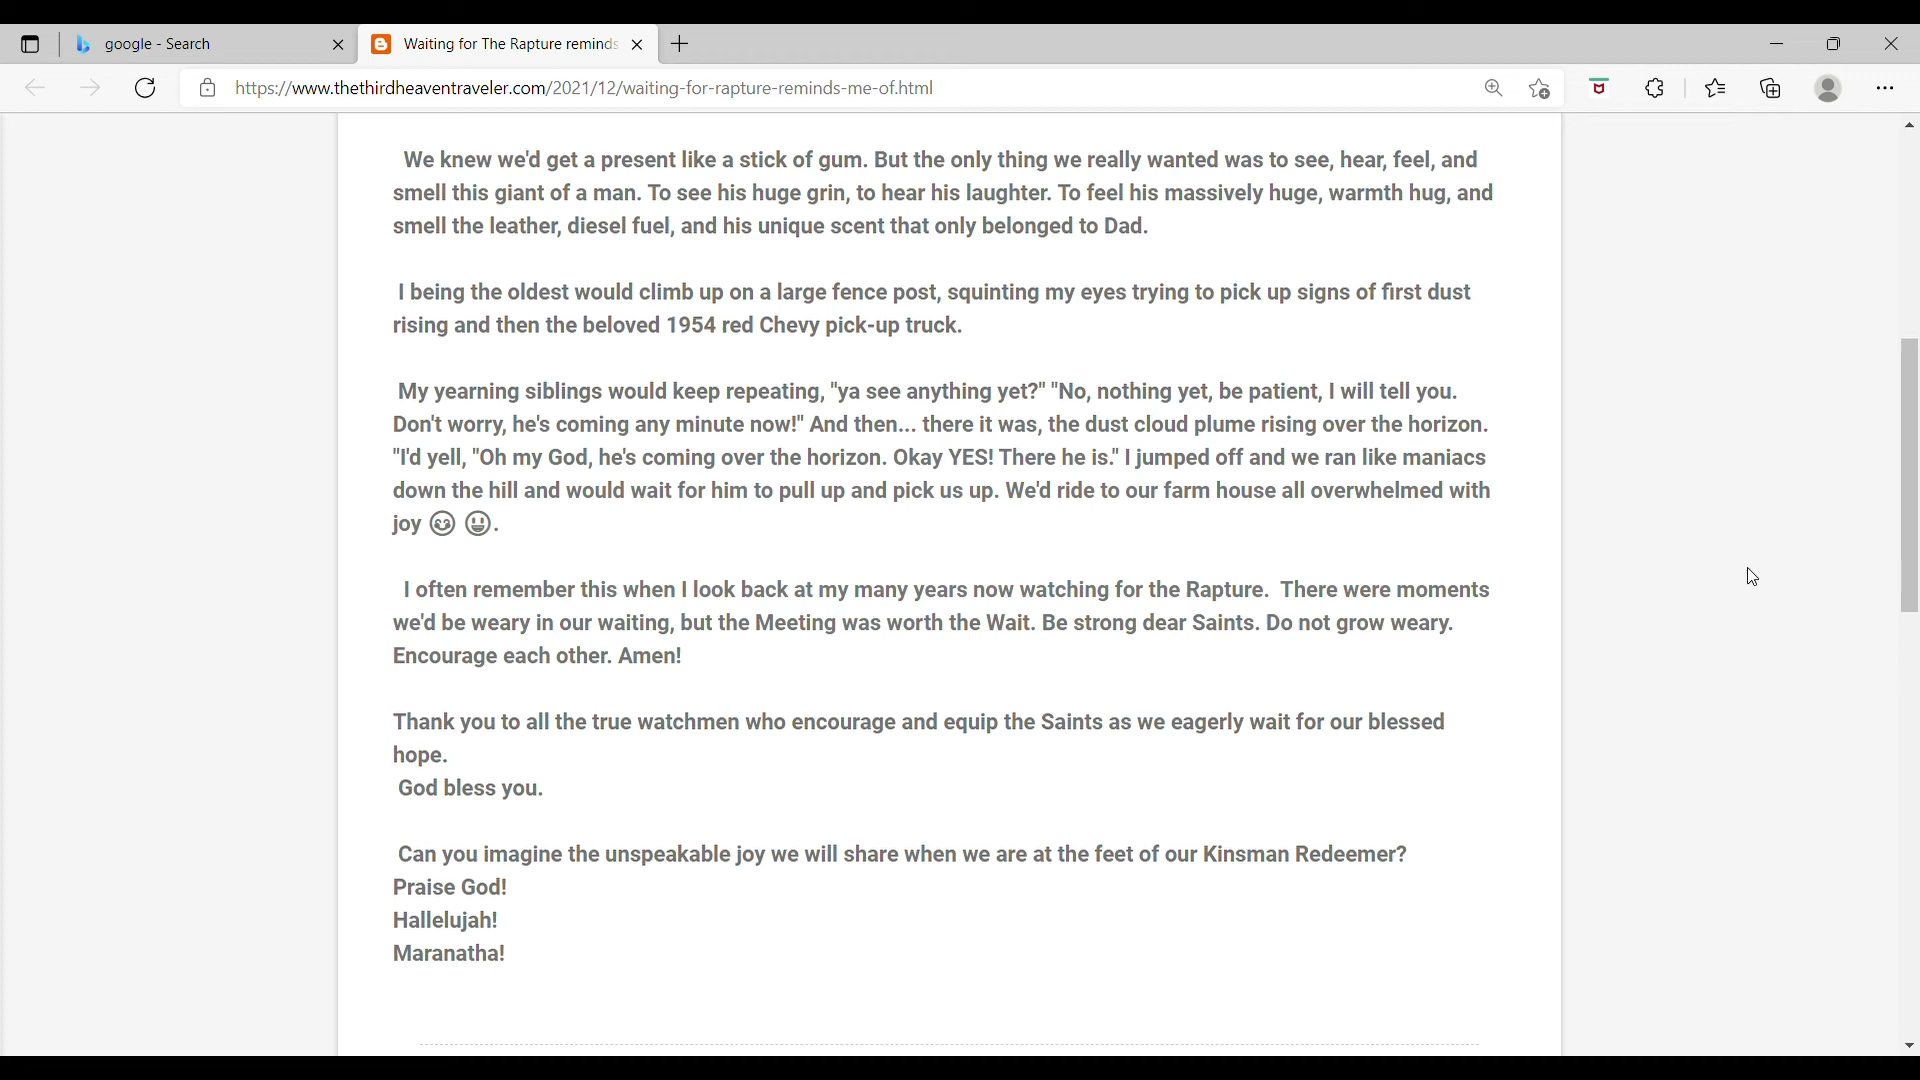 google - Search
Waiting for The Rapture reminds
https://www.thethirdheaventraveler.com/2021/12/waiting-for-rapture-reminds-me-of.html
We knew we'd get a present like a stick of gum. But the only thing we really wanted was to see, hear, feel, and
smell this giant of a man. To see his huge grin, to hear his laughter. To feel his massively huge, warmth hug, and
smell the leather, diesel fuel, and his unique scent that only belonged to Dad.
I being the oldest would climb up on a large fence post, squinting my eyes trying to pick up signs of first dust
rising and then the beloved 1954 red Chevy pick-up truck.
My yearning siblings would keep repeating, "ya see anything yet?" "No, nothing yet, be patient, I will tell you.
Don't worry, he's coming any minute now!" And then... there it was, the dust cloud plume rising over the horizon.
"I'd yell, "Oh my God, he's coming over the horizon. Okay YES! There he is." I jumped off and we ran like maniacs
down the hill and would wait for him to pull up and pick us up. We'd ride to our farm house all overwhelmed with
joy 😊 😃.
I often remember this when I look back at my many years now watching for the Rapture. There were moments
we'd be weary in our waiting, but the Meeting was worth the Wait. Be strong dear Saints. Do not grow weary.
Encourage each other. Amen!
Thank you to all the true watchmen who encourage and equip the Saints as we eagerly wait for our blessed
hope.
God bless you.
Can you imagine the unspeakable joy we will share when we are at the feet of our Kinsman Redeemer?
Praise God!
Hallelujah!
Maranatha!